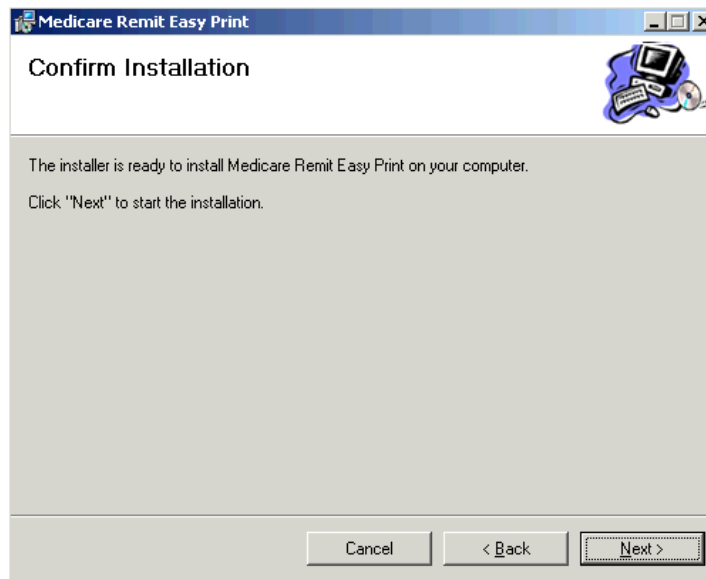 Medicare Remit Easy Print
Confirm Installation
The installer is ready to install Medicare Remit Easy Print on your computer.
Click "Next" to start the installation.
Cancel
< Back
Next >